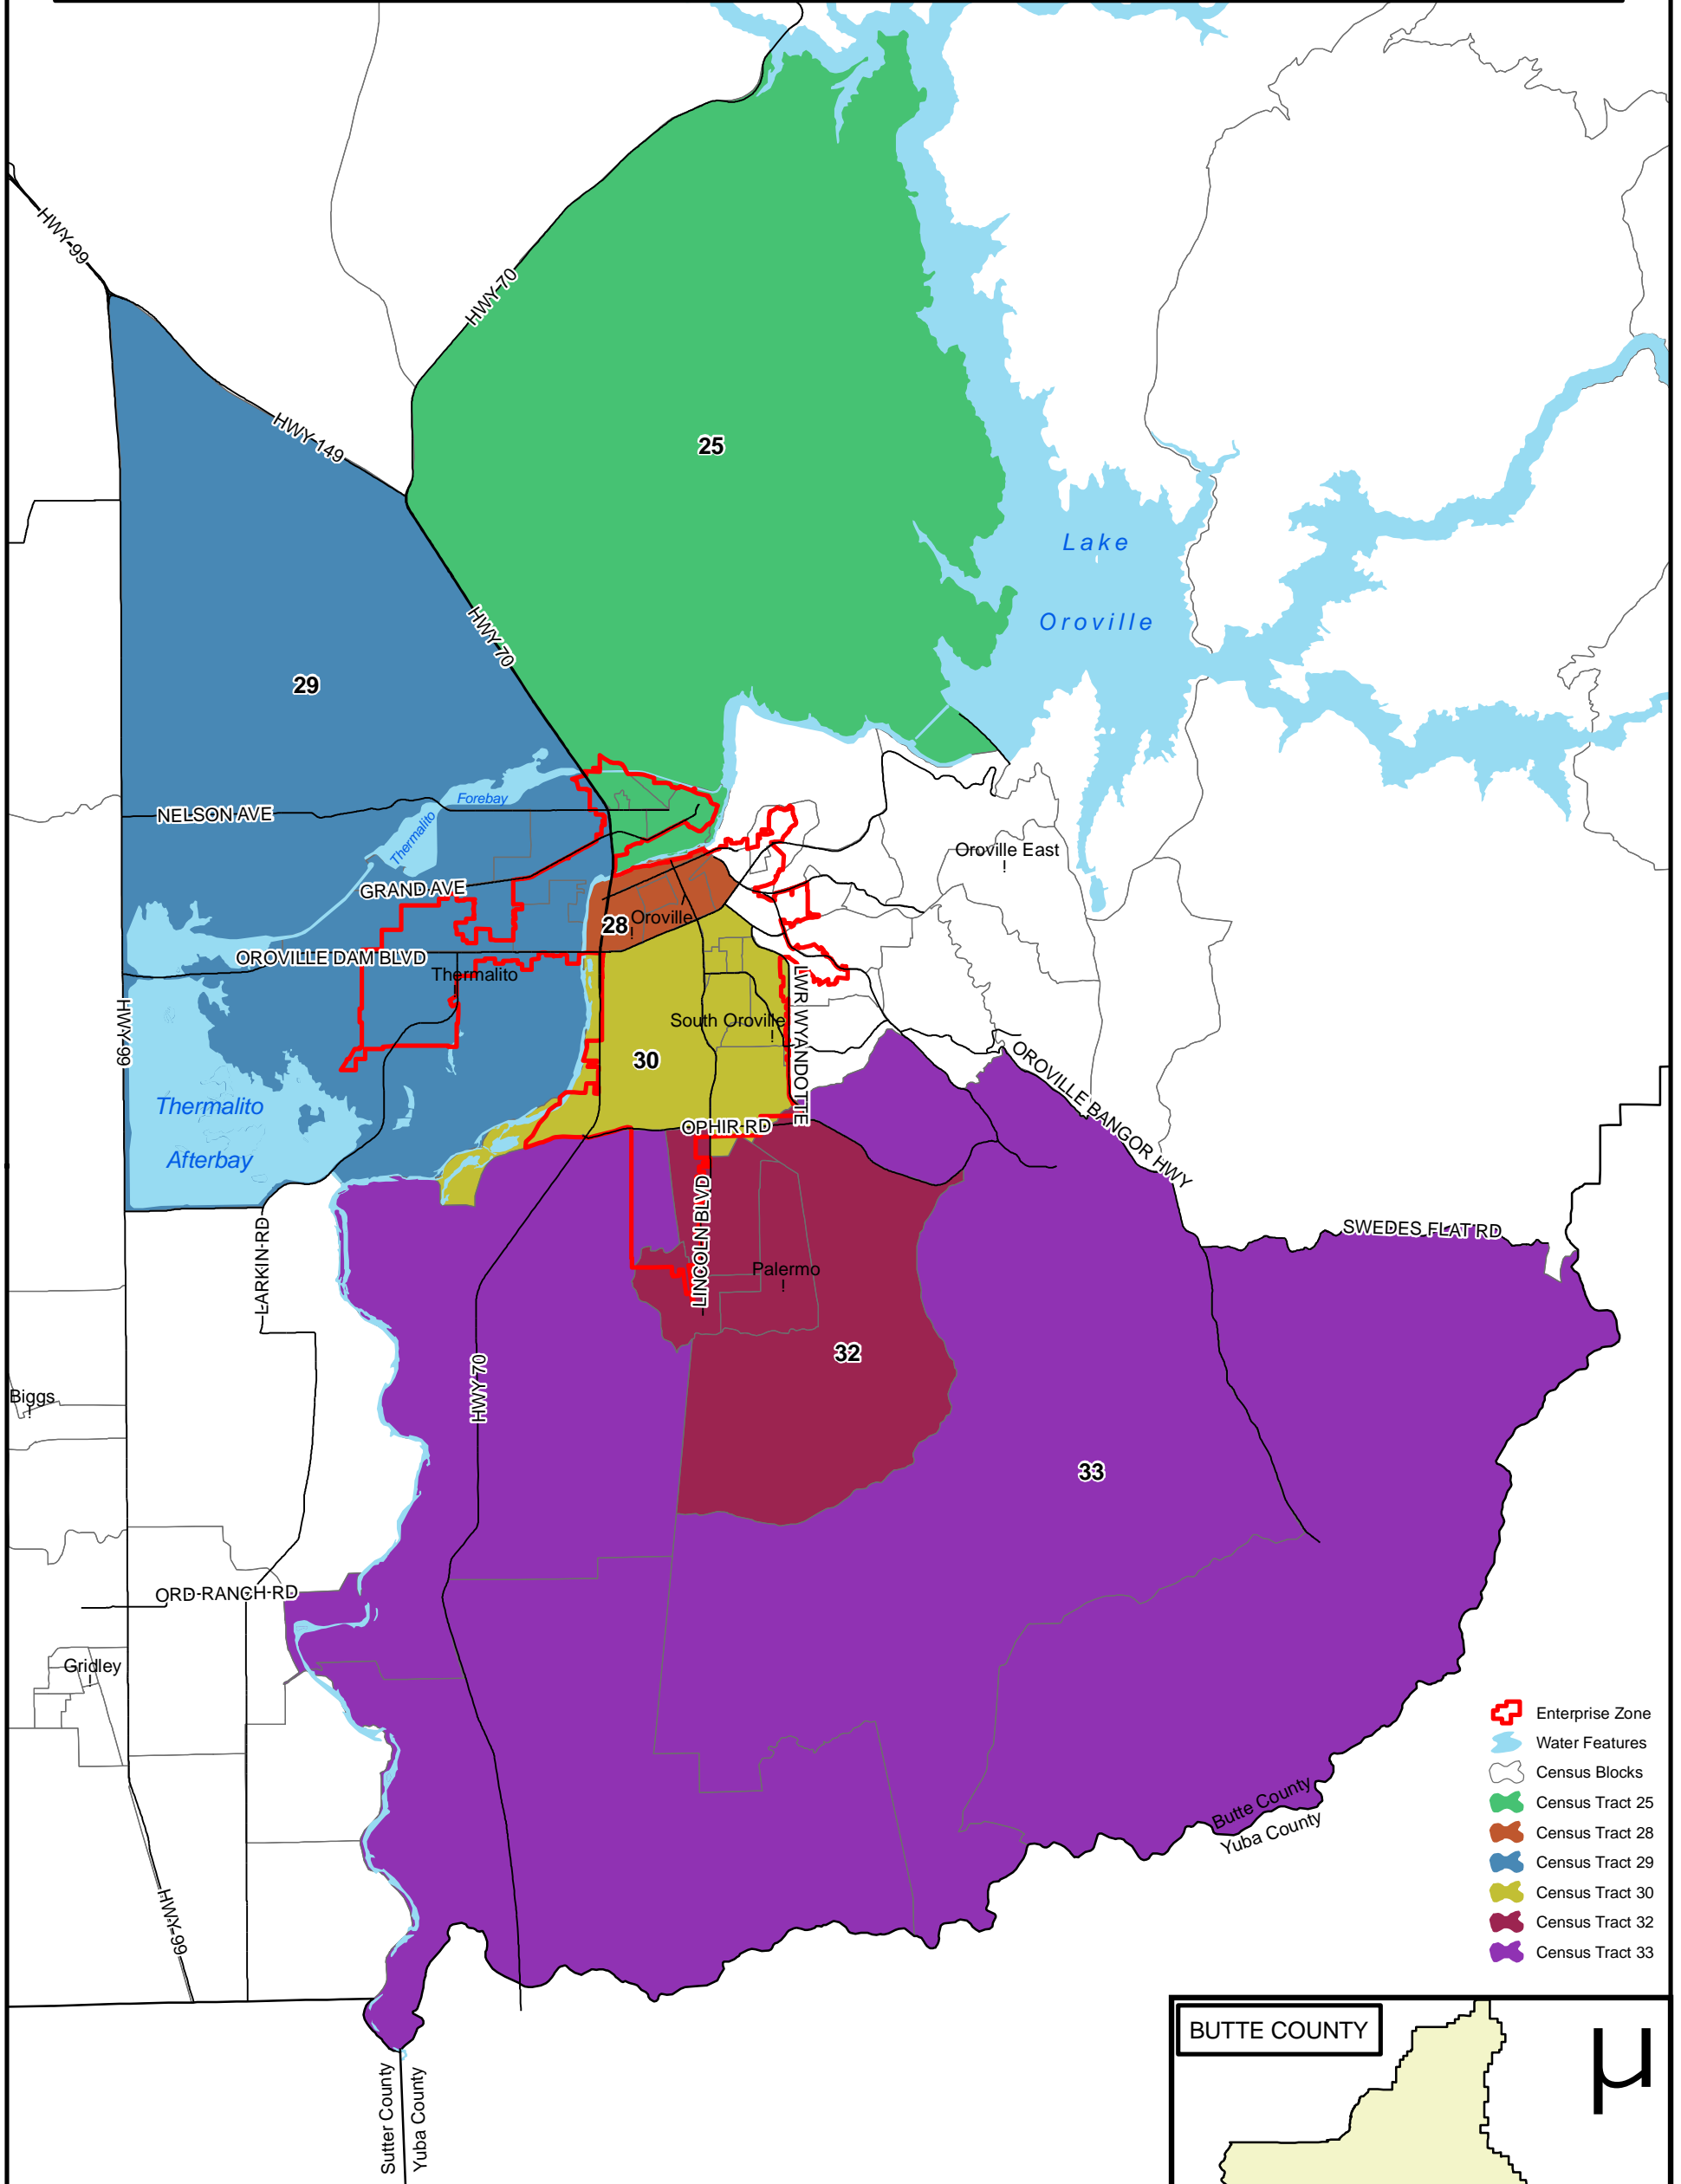 HWY-99
HWY-70
HWY-149
25
Lake
Oroville
HWY-70
29
Forebay
NELSON AVE
Thermalito
Oroville East
!
GRAND AVE
28
Oroville
!
OROVILLE DAM BLVD
Thermalito
!
HWY-99
LWR WYANDOTTE
South Oroville
!
30
OROVILLE BANGOR HWY
Thermalito
Afterbay
OPHIR RD
LINCOLN BLVD
LARKIN-RD
SWEDES FLAT RD
Palermo
!
32
HWY 70
Biggs
!
33
ORD-RANCH-RD
Gridley
!
Enterprise Zone
Water Features
Census Blocks
Census Tract 25
Census Tract 28
Census Tract 29
Census Tract 30
Census Tract 32
Census Tract 33
Butte County
Yuba County
HWY-99
BUTTE COUNTY
µ
Sutter County
Yuba County